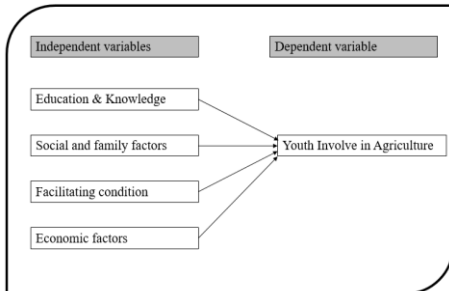 Independent variables
Dependent variable
Education & Knowledge
Social and family factors
Youth Involve in Agriculture
Facilitating condition
Economic factors